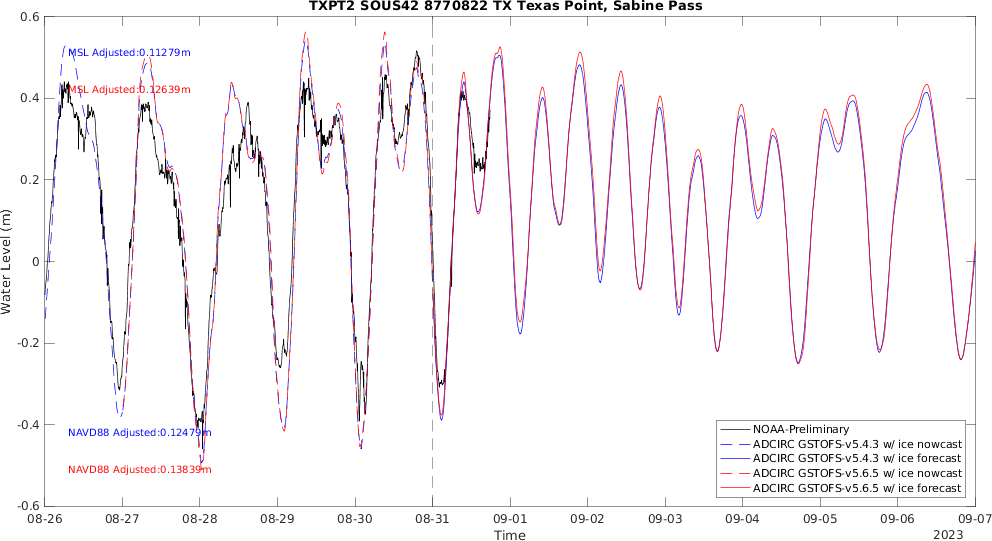 TXPT2 SOUS42 8770822 TX Texas Point, Sabine Pass
0.6
0.4
0.2
0
-0.2
-0.4
-0.6
Water Level (m)
MSL Adjusted:0.11279m
MSL Adjusted:0.12639m
NAVD88 Adjusted:0.12479m
NAVD88 Adjusted:0.13839m
NOAA-Preliminary
ADCIRC GSTOFS-v5.4.3 w/ ice nowcast
ADCIRC GSTOFS-v5.4.3 w/ ice forecast
ADCIRC GSTOFS-v5.6.5 w/ ice nowcast
ADCIRC GSTOFS-v5.6.5 w/ ice forecast
08-26 08-27 08-28 08-29 08-30 08-31 09-01 09-02 09-03 09-04 09-05 09-06 09-07
Time
2023